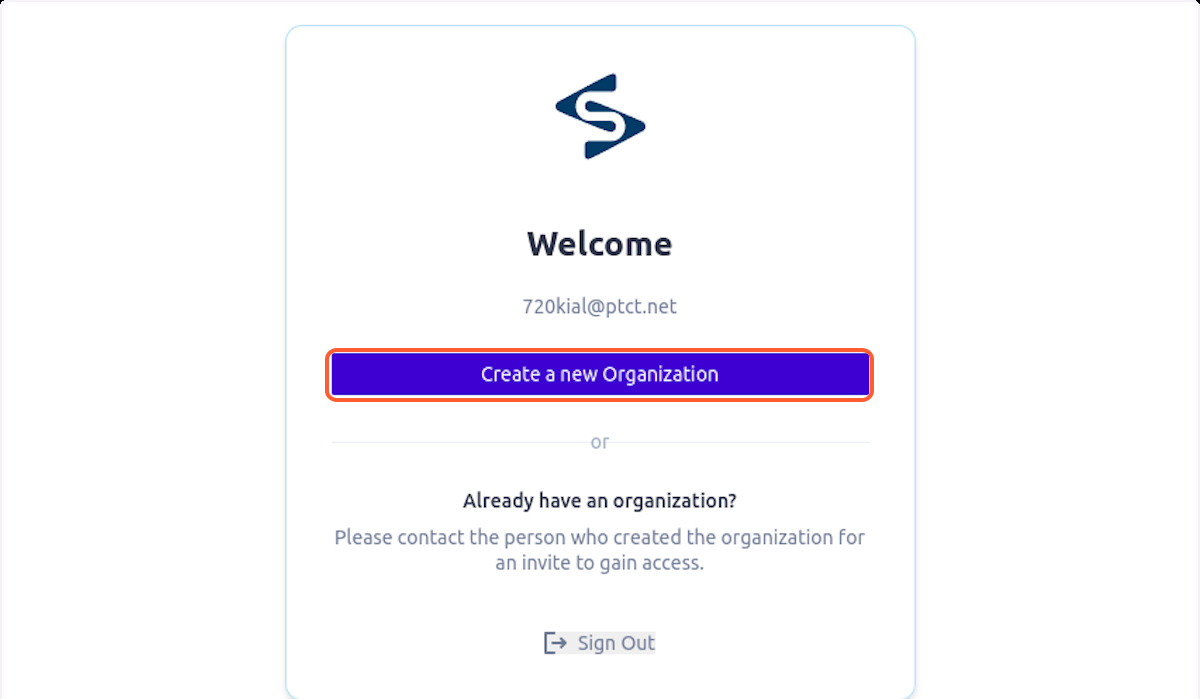 Welcome
720kial@ptct.net
Create a new Organization
or
Already have an organization?
Please contact the person who created the organization for
an invite to gain access.
Sign Out